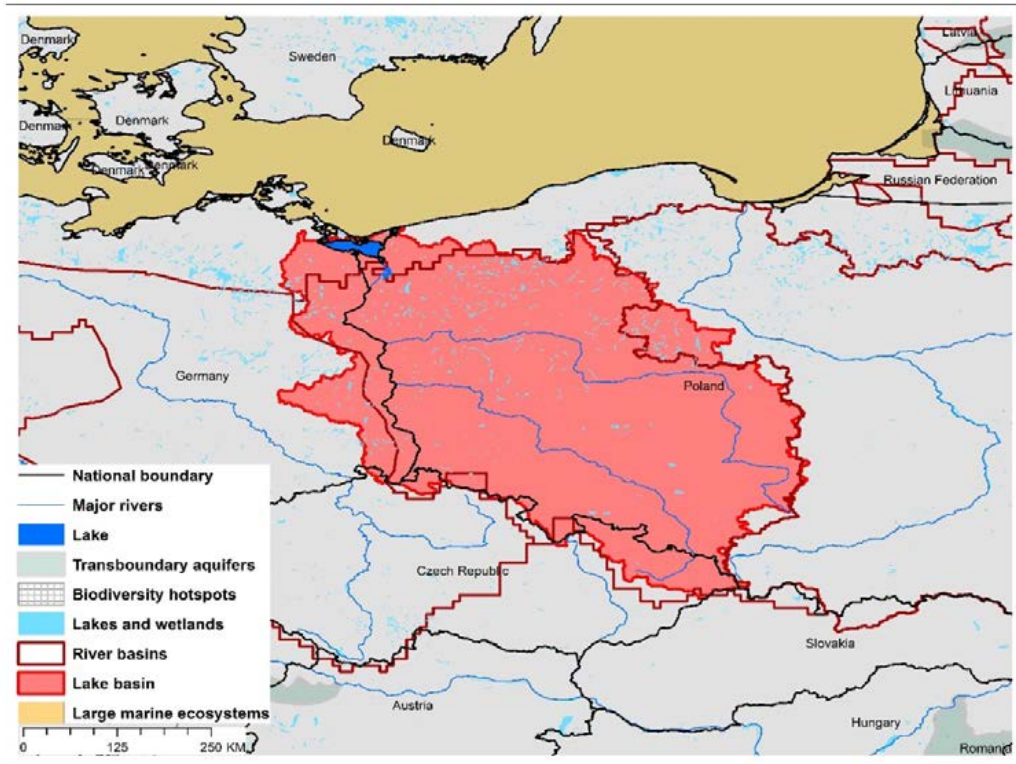 Denmark
Sweden
Latvia
Lithuania
Denmark
Denmark
Denmark
Denmark
Denmark
Russian Federation
Germany
Poland
National boundary
Major rivers
Lake
Transboundary aquifers
Biodiversity hotspots
Lakes and wetlands
River basins
Lake basin
Large marine ecosystems
Czech Republic
Slovakia
Austria
Hungary
Romani
0 125 250 KM